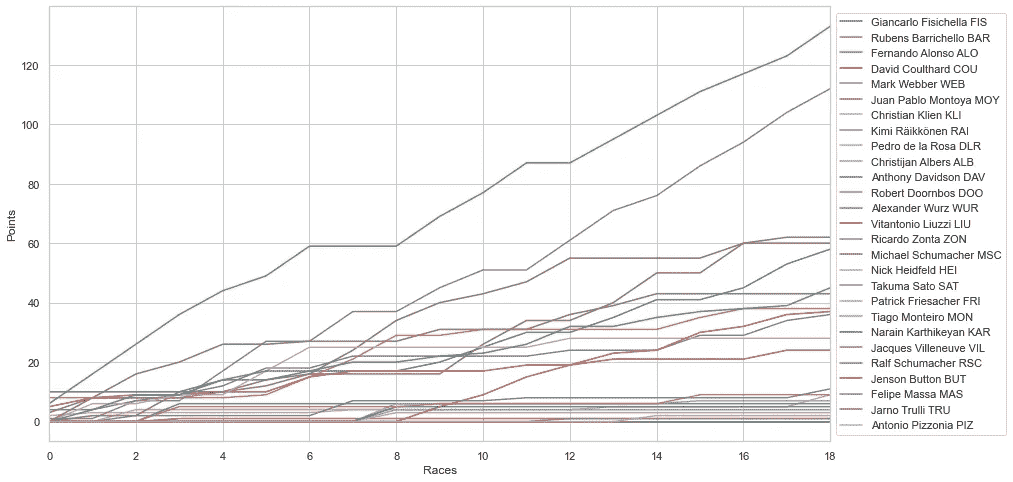 120
100
80
60
40
20
0
Points
0 2 4 6 8 10 12 14 16 18
Races
Giancarlo Fisichella FIS
Rubens Barrichello BAR
Fernando Alonso ALO
David Coulthard COU
Mark Webber WEB
Juan Pablo Montoya MOY
Christian Klien KLI
Kimi Räikkönen RAI
Pedro de la Rosa DLR
Christijan Albers ALB
Anthony Davidson DAV
Robert Doornbos DOO
Alexander Wurz WUR
Vitantonio Liuzzi LIU
Ricardo Zonta ZON
Michael Schumacher MSC
Nick Heidfeld HEI
Takuma Sato SAT
Patrick Friesacher FRI
Tiago Monteiro MON
Narain Karthikeyan KAR
Jacques Villeneuve VIL
Ralf Schumacher RSC
Jenson Button BUT
Felipe Massa MAS
Jarno Trulli TRU
Antonio Pizzonia PIZ